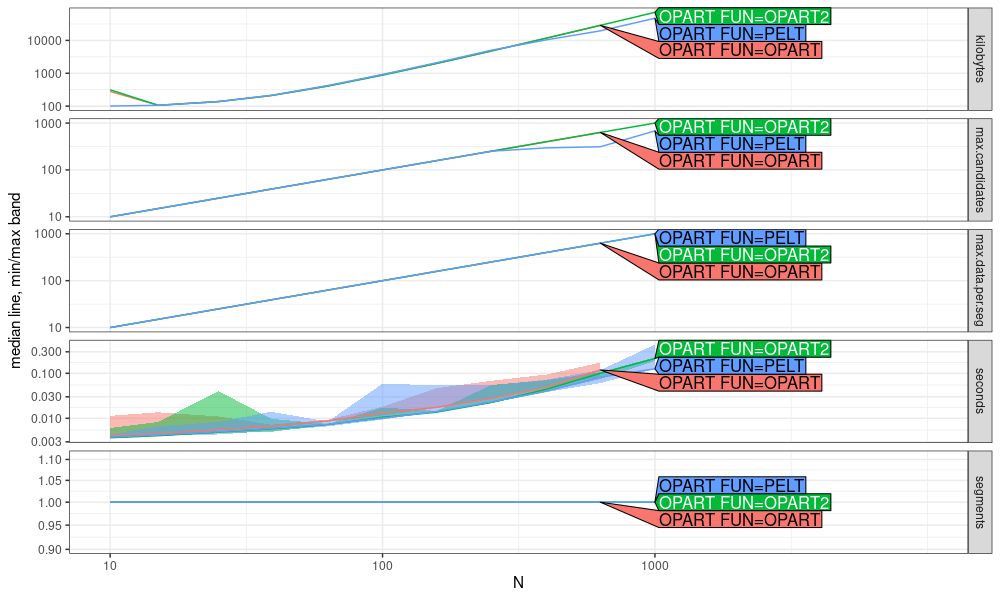 OPART FUN=OPART2
OPART FUN=PELT
OPART FUN=OPART
10000
1000
100
kilobytes
OPART FUN=OPART2
OPART FUN=PELT
OPART FUN=OPART
1000
100
10
max.candidates
OPART FUN=PELT
OPART FUN=OPART2
OPART FUN=OPART
1000
100
10
max.data.per.seg
OPART FUN=OPART2
OPART FUN=PELT
OPART FUN=OPART
0.300
0.100
0.030
0.010
0.003
seconds
OPART FUN=PELT
OPART FUN=OPART2
OPART FUN=OPART
1.10
1.05
1.00
0.95
0.90
segments
10
100
1000
N
median line, min/max band